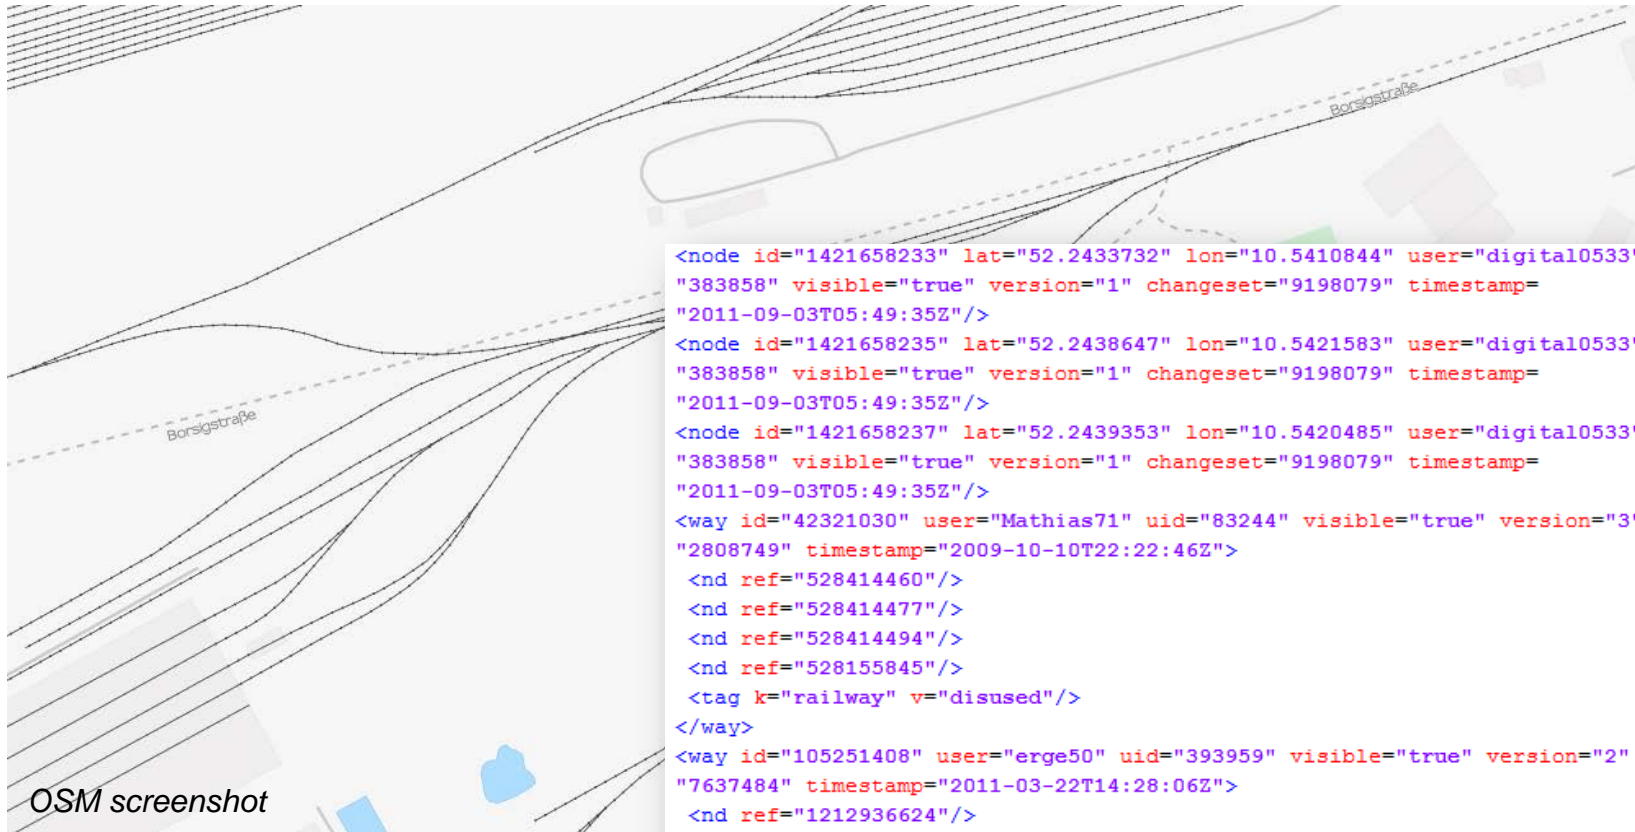 Borsigstraße
Borsigstraße
<node id="1421658233" lat="52.2433732" lon="10.5410844" user="digital0533"
"383858" visible="true" version="1" changeset="9198079" timestamp=
"2011-09-03T05:49:35Z"/>
<node id="1421658235" lat="52.2438647" lon="10.5421583" user="digital0533"
"383858" visible="true" version="1" changeset="9198079" timestamp=
"2011-09-03T05:49:35Z"/>
<node id="1421658237" lat="52.2439353" lon="10.5420485" user="digital0533"
"383858" visible="true" version="1" changeset="9198079" timestamp=
"2011-09-03T05:49:35Z"/>
<way id="42321030" user="Mathias71" uid="83244" visible="true" version="3"
"2808749" timestamp="2009-10-10T22:22:46Z">
<nd ref="528414460"/>
<nd ref="528414477"/>
<nd ref="528414494"/>
<nd ref="528155845"/>
<tag k="railway" v="disused"/>
</way>
<way id="105251408" user="erge50" uid="393959" visible="true" version="2"
"7637484" timestamp="2011-03-22T14:28:06Z">
<nd ref="1212936624"/>
OSM screenshot